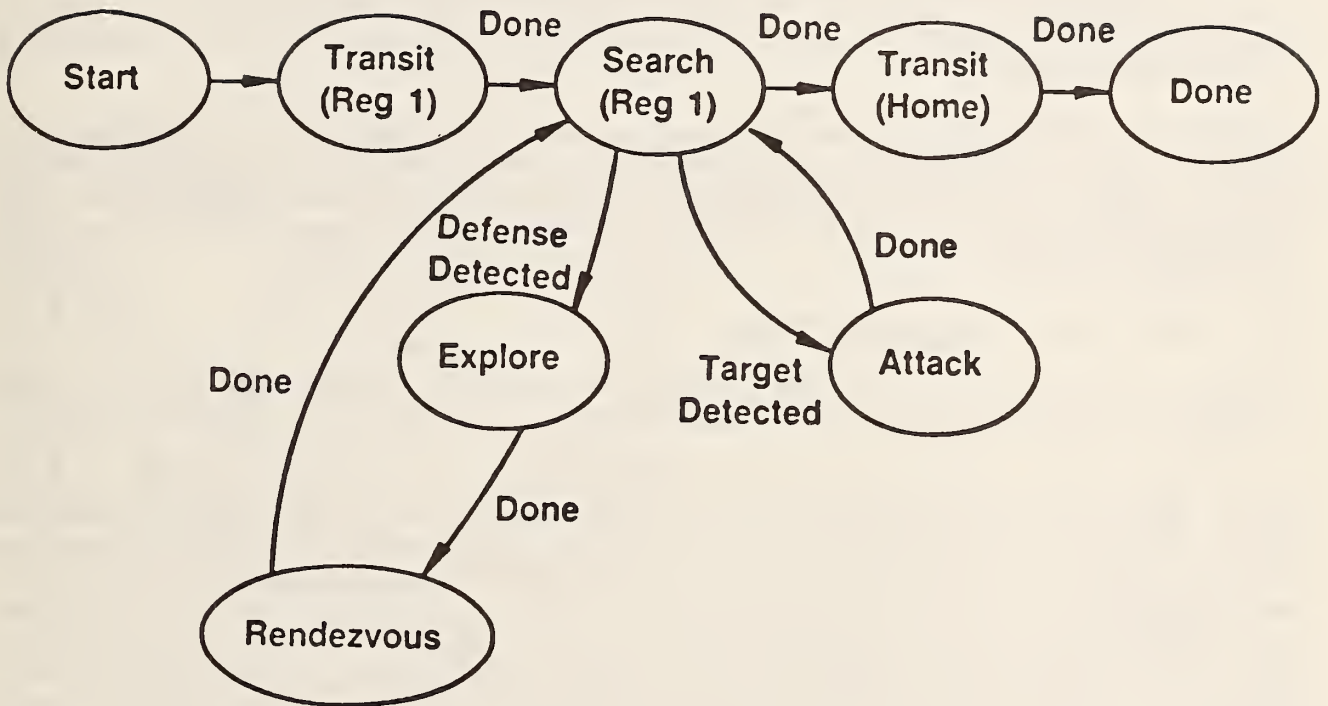 Start
Transit
(Reg 1)
Done
Search
(Reg 1)
Done
Transit
(Home)
Done
Done
Defense
Detected
Explore
Done
Rendezvous
Done
Target
Detected
Attack
Done